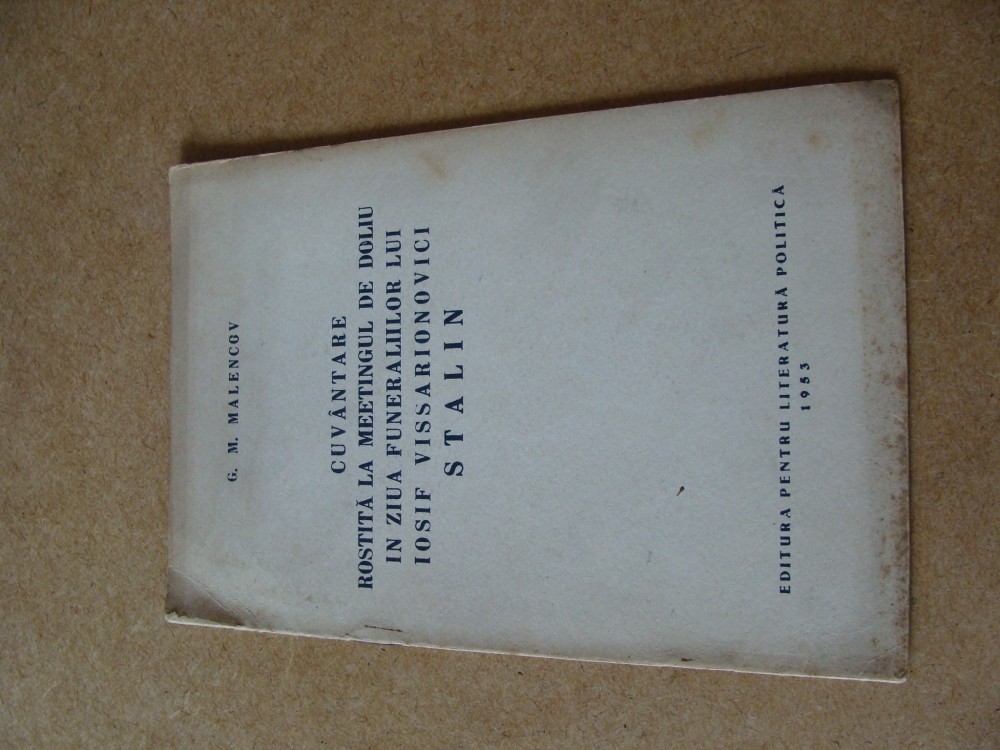 G. M. MALENCOV
CUVÂNTARE
ROSTITĂ LA MEETINGUL DE DOLIU
IN ZIUA FUNERALIILOR LUI
IOSIF VISSARIONOVICI
STALIN
EDITURA PENTRU LITERATURĂ POLITICĂ
1953